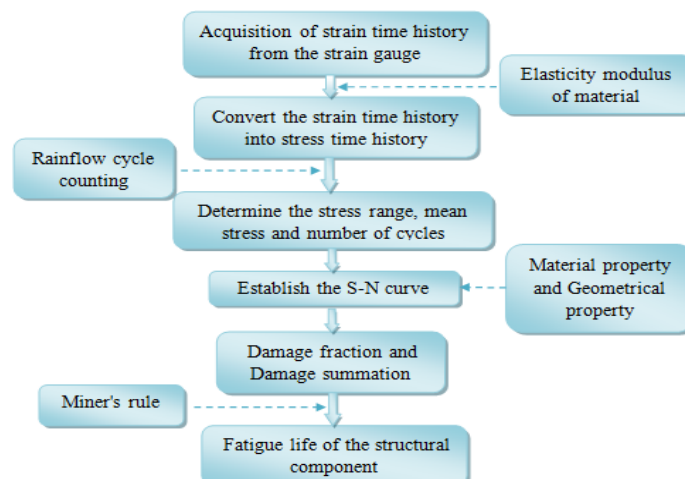 Acquisition of strain time history
from the strain gauge
Elasticity modulus
of material
Convert the strain time history
into stress time history
Rainflow cycle
counting
Determine the stress range, mean
stress and number of cycles
Material property
and Geometrical
property
Establish the S-N curve
Damage fraction and
Damage summation
Miner's rule
Fatigue life of the structural
component